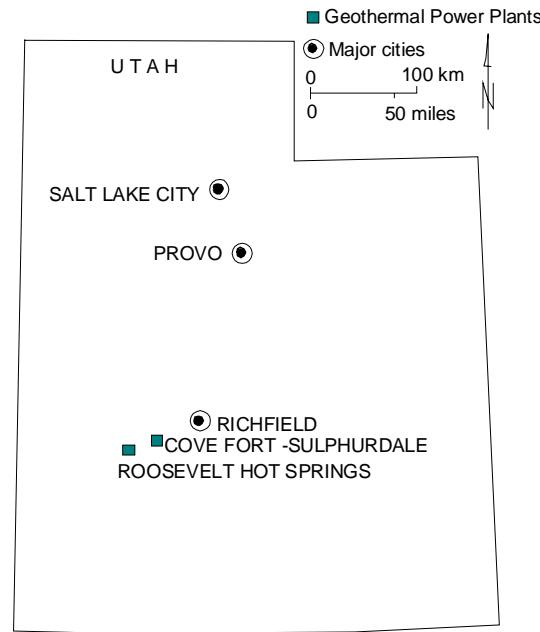 Geothermal Power Plants
Major cities
0 100 km
0 50 miles
N
U T A H
SALT LAKE CITY
PROVO
RICHFIELD
COVE FORT -SULPHURDALE
ROOSEVELT HOT SPRINGS